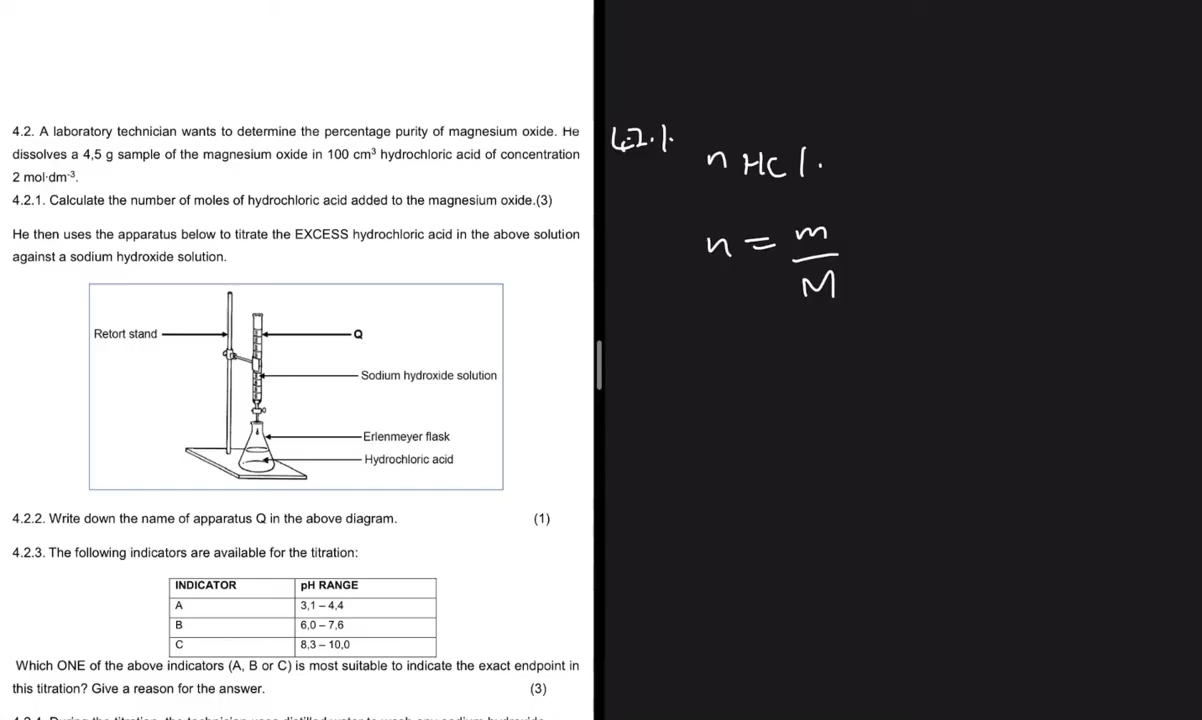 4.2. A laboratory technician wants to determine the percentage purity of magnesium oxide. He
dissolves a 4,5 g sample of the magnesium oxide in 100 cm³ hydrochloric acid of concentration
2 mol·dm⁻³.
4.2.1. Calculate the number of moles of hydrochloric acid added to the magnesium oxide.(3)
He then uses the apparatus below to titrate the EXCESS hydrochloric acid in the above solution
against a sodium hydroxide solution.
Retort stand
Q
Sodium hydroxide solution
Erlenmeyer flask
Hydrochloric acid
4.2.2. Write down the name of apparatus Q in the above diagram. (1)
4.2.3. The following indicators are available for the titration:
INDICATOR pH RANGE
A 3,1 – 4,4
B 6,0 – 7,6
C 8,3 – 10,0
Which ONE of the above indicators (A, B or C) is most suitable to indicate the exact endpoint in
this titration? Give a reason for the answer. (3)
4.2.1.
n HCl.
n = m
M